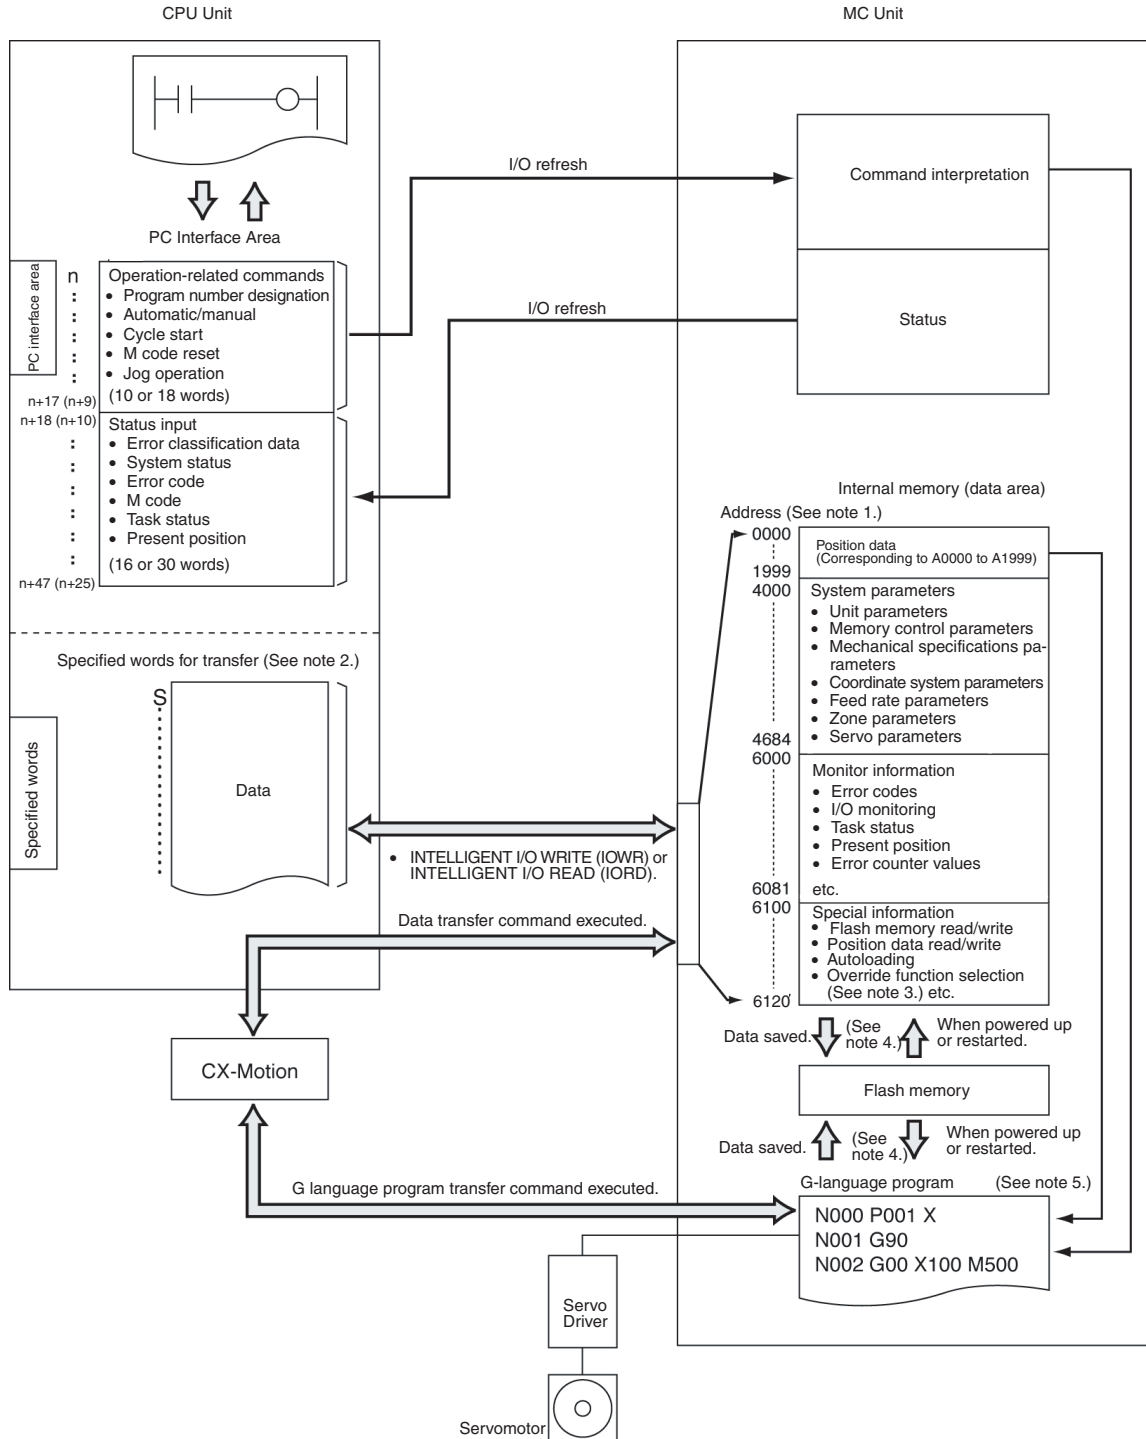 CPU Unit
MC Unit
I/O refresh
Command interpretation
PC Interface Area
PC interface area
n
Operation-related commands
• Program number designation
• Automatic/manual
• Cycle start
• M code reset
• Jog operation
(10 or 18 words)
n+17 (n+9)
I/O refresh
Status
n+18 (n+10)
Status input
• Error classification data
• System status
• Error code
• M code
• Task status
• Present position
(16 or 30 words)
n+47 (n+25)
Internal memory (data area)
Address (See note 1.)
0000
Position data
(Corresponding to A0000 to A1999)
1999
4000
System parameters
• Unit parameters
• Memory control parameters
• Mechanical specifications pa-
rameters
• Coordinate system parameters
• Feed rate parameters
• Zone parameters
• Servo parameters
4684
6000
Monitor information
• Error codes
• I/O monitoring
• Task status
• Present position
• Error counter values
etc.
6081
6100
Special information
• Flash memory read/write
• Position data read/write
• Autoloading
• Override function selection
(See note 3.) etc.
6120
Specified words for transfer (See note 2.)
S
Specified words
Data
• INTELLIGENT I/O WRITE (IOWR) or
INTELLIGENT I/O READ (IORD).
Data transfer command executed.
CX-Motion
Data saved.
(See
note 4.)
When powered up
or restarted.
Flash memory
Data saved.
(See
note 4.)
When powered up
or restarted.
G language program transfer command executed.
G-language program
(See note 5.)
N000 P001 X
N001 G90
N002 G00 X100 M500
Servo
Driver
Servomotor